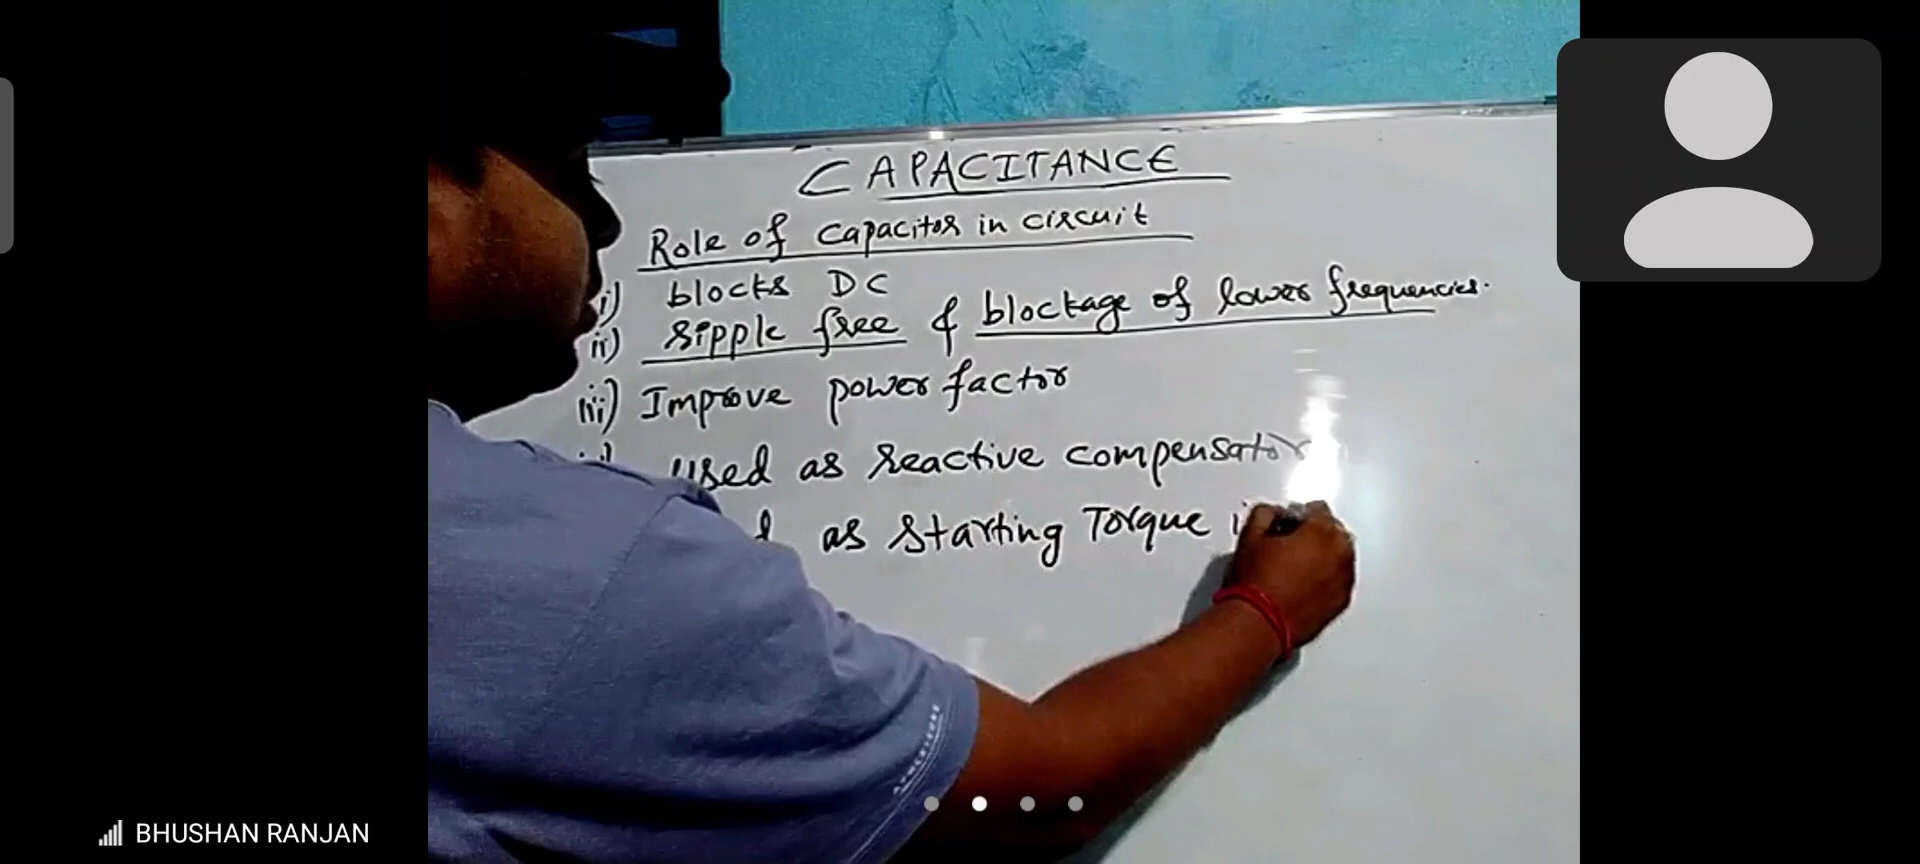 CAPACITANCE
Role of capacitor in circuit
i) blocks DC
ii) ripple free & blockage of lower frequencies.
iii) Improve power factor
used as reactive compensator
as starting Torque
BHUSHAN RANJAN